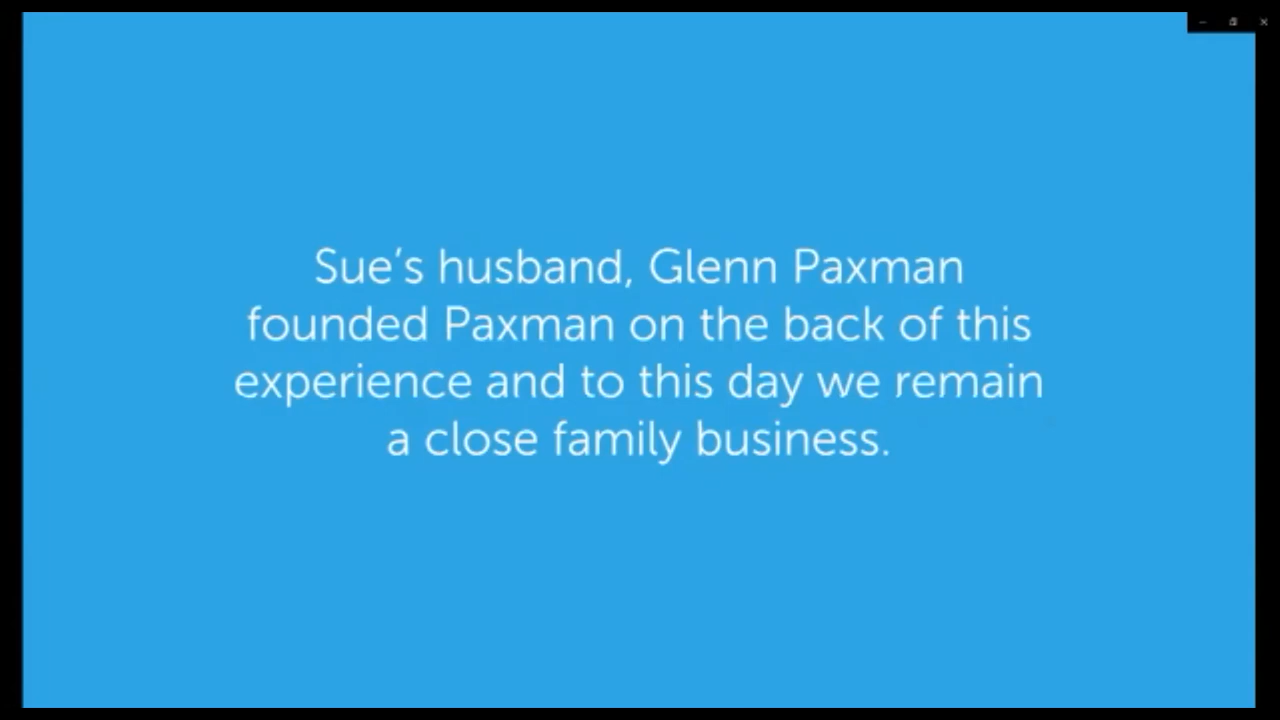 Sue’s husband, Glenn Paxman
founded Paxman on the back of this
experience and to this day we remain
a close family business.